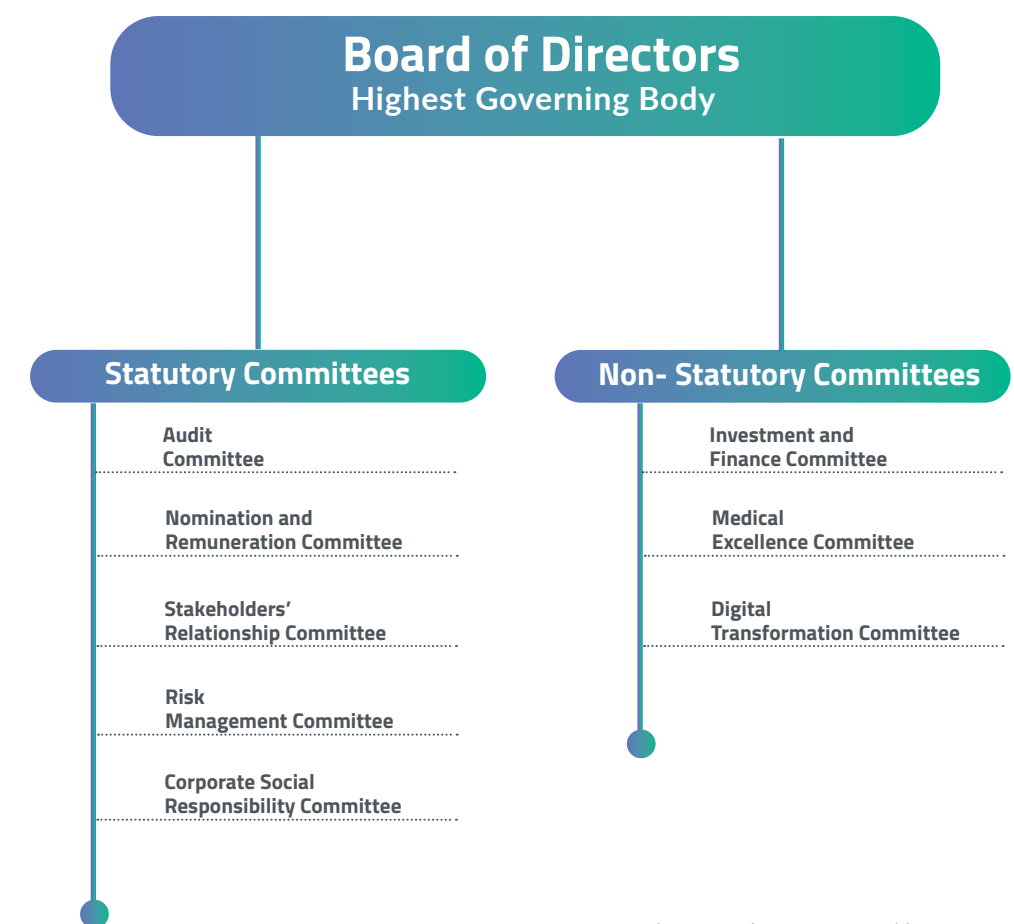 Board of Directors
Highest Governing Body
Statutory Committees
Audit
Committee
Nomination and
Remuneration Committee
Stakeholders’
Relationship Committee
Risk
Management Committee
Corporate Social
Responsibility Committee
Non- Statutory Committees
Investment and
Finance Committee
Medical
Excellence Committee
Digital
Transformation Committee